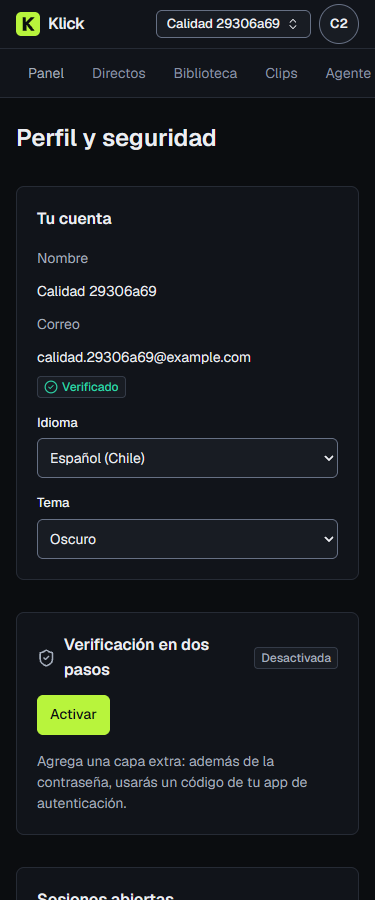 Klick
Calidad 29306a69
C2
Panel Directos Biblioteca Clips Agente
Perfil y seguridad
Tu cuenta
Nombre
Calidad 29306a69
Correo
calidad.29306a69@example.com
Verificado
Idioma
Español (Chile)
Tema
Oscuro
Verificación en dos
pasos
Desactivada
Activar
Agrega una capa extra: además de la
contraseña, usarás un código de tu app de
autenticación.
Sesiones abiertas